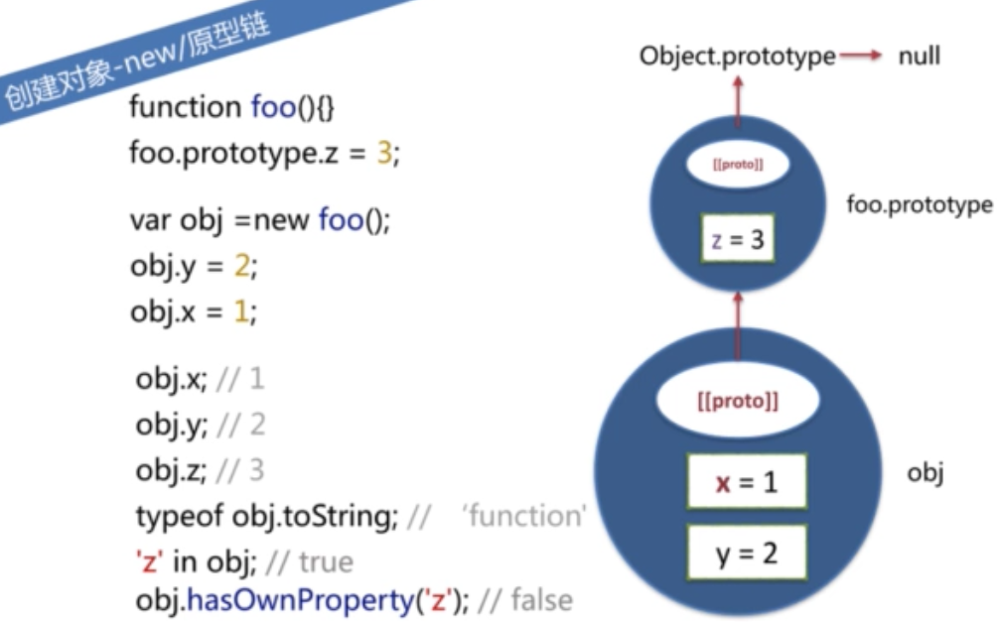 创建对象-new/原型链
function foo(){}
foo.prototype.z = 3;
var obj =new foo();
obj.y = 2;
obj.x = 1;
obj.x; // 1
obj.y; // 2
obj.z; // 3
typeof obj.toString; // ‘function'
'z' in obj; // true
obj.hasOwnProperty('z'); // false
Object.prototype null
[[proto]]
foo.prototype
z = 3
[[proto]]
obj
x = 1
y = 2